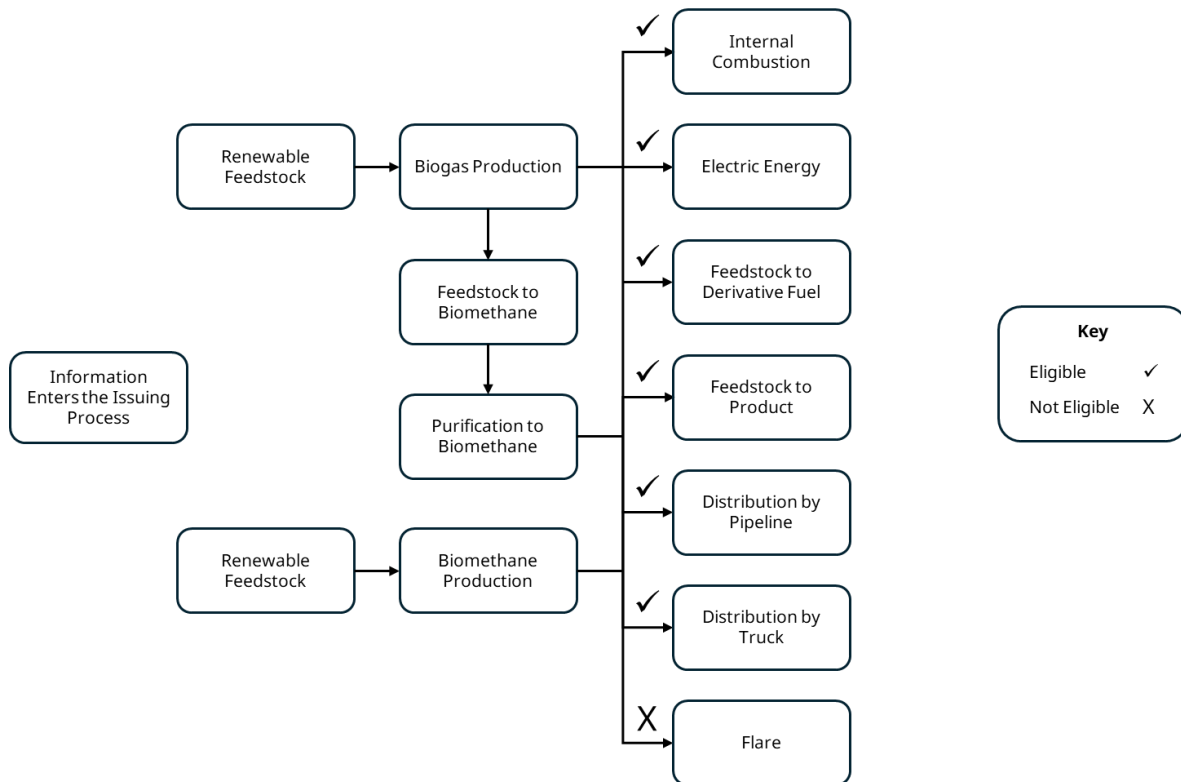 Internal
Combustion
Renewable
Feedstock
Biogas Production
Electric Energy
Feedstock to
Biomethane
Feedstock to
Derivative Fuel
Key
Eligible ✓
Not Eligible X
Information
Enters the Issuing
Process
Purification to
Biomethane
Feedstock to
Product
Distribution by
Pipeline
Renewable
Feedstock
Biomethane
Production
Distribution by
Truck
X
Flare